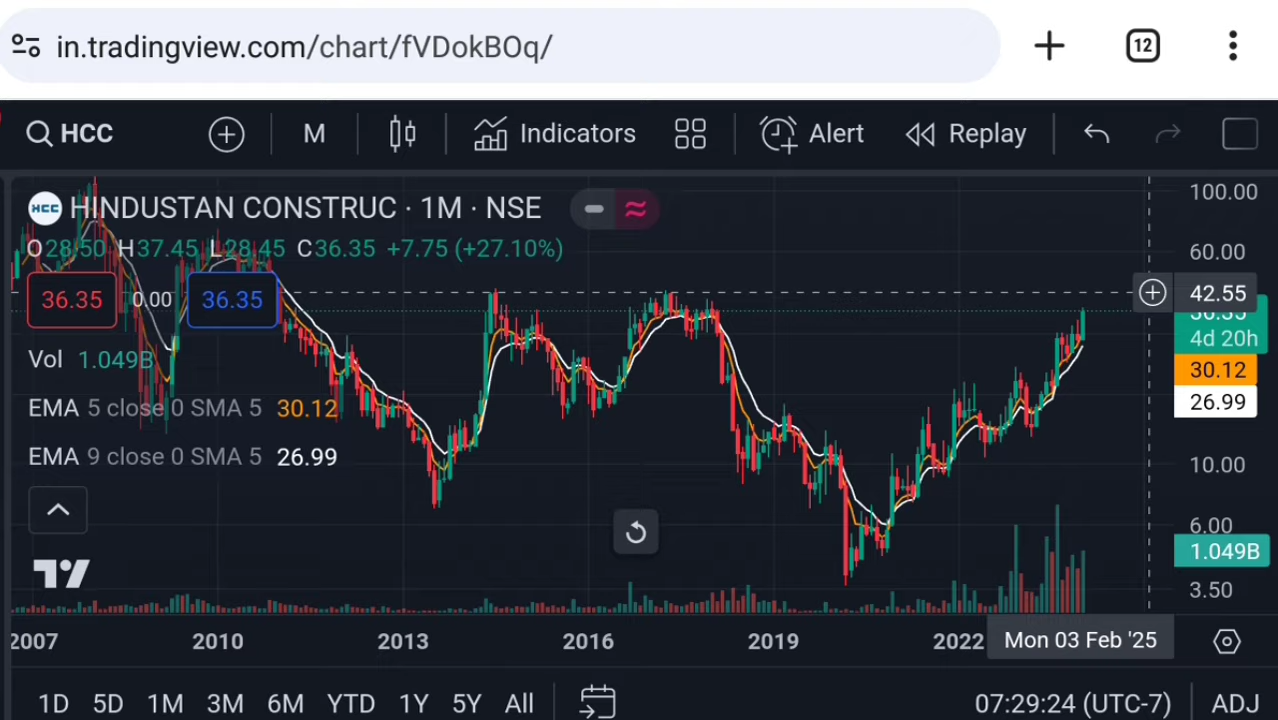 in.tradingview.com/chart/fVDokBOq/ 12
HCC M Indicators Alert Replay
HCC HINDUSTAN CONSTRUC · 1M · NSE
O28.50 H37.45 L28.45 C36.35 +7.75 (+27.10%)
36.35 0.00 36.35
Vol 1.049B
EMA 5 close 0 SMA 5 30.12
EMA 9 close 0 SMA 5 26.99
100.00
60.00
42.55
36.35
4d 20h
30.12
26.99
10.00
6.00
1.049B
3.50
2007 2010 2013 2016 2019 2022 Mon 03 Feb '25
1D 5D 1M 3M 6M YTD 1Y 5Y All 07:29:24 (UTC-7) ADJ